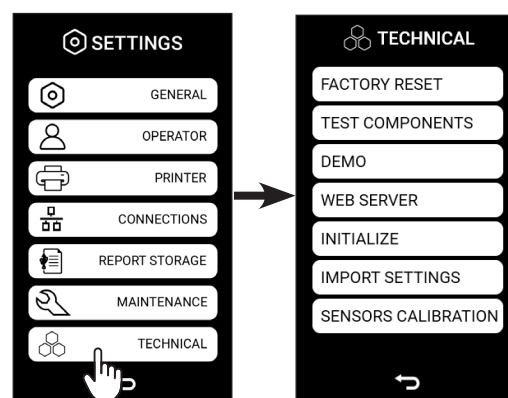 SETTINGS
GENERAL
OPERATOR
PRINTER
CONNECTIONS
REPORT STORAGE
MAINTENANCE
TECHNICAL
TECHNICAL
FACTORY RESET
TEST COMPONENTS
DEMO
WEB SERVER
INITIALIZE
IMPORT SETTINGS
SENSORS CALIBRATION